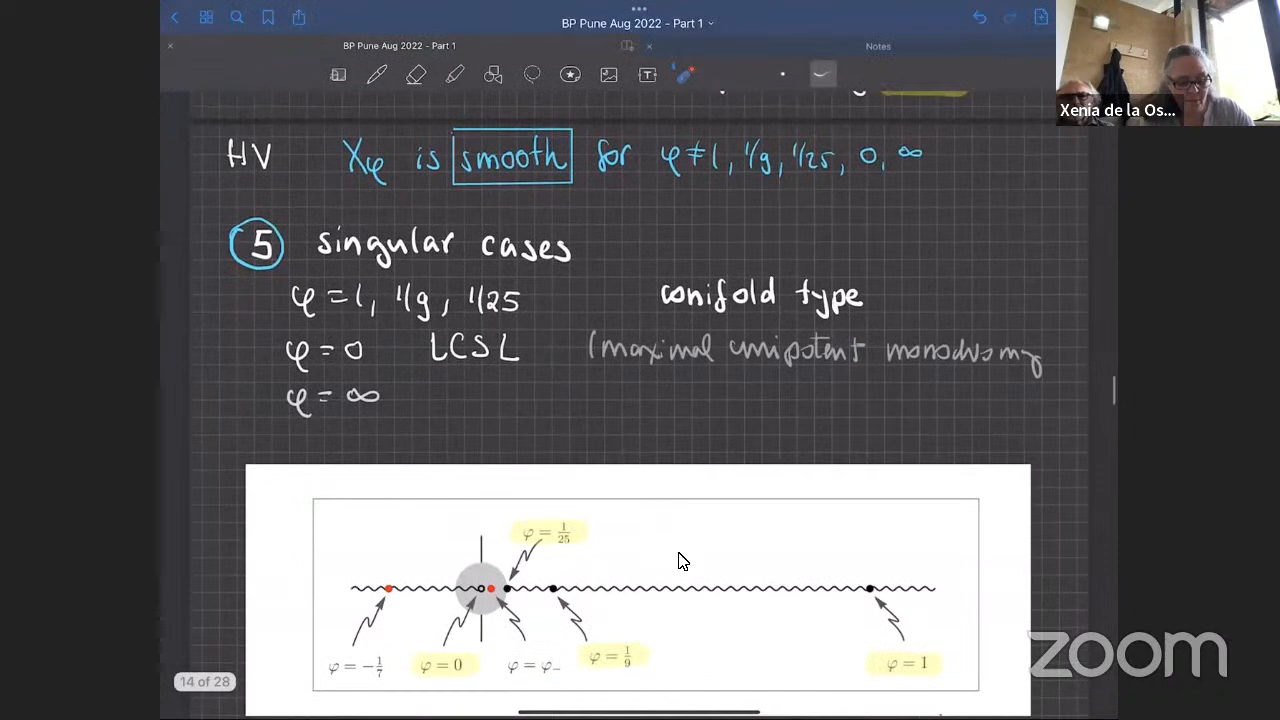 BP Pune Aug 2022 - Part 1
BP Pune Aug 2022 - Part 1
Notes
Xenia de la Os...
HV Xφ is smooth for φ ≠ 1, 1/9, 1/25, 0, ∞
5 singular cases
φ = 1, 1/9, 1/25 conifold type
φ = 0 LCSL (maximal unipotent monodromy
φ = ∞
φ = 1/25
φ = -1/7
φ = 0
φ = φ₋
φ = 1/9
φ = 1
14 of 28
zoom